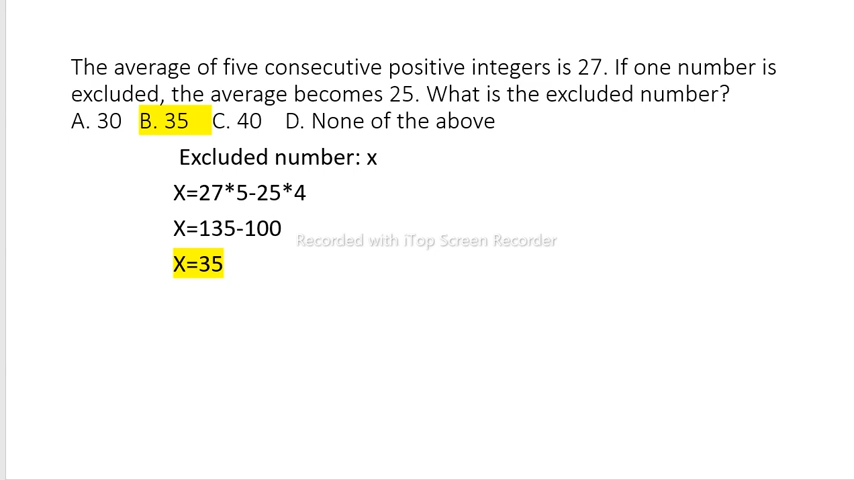 The average of five consecutive positive integers is 27. If one number is
excluded, the average becomes 25. What is the excluded number?
A. 30 B. 35 C. 40 D. None of the above
Excluded number: x
X=27*5-25*4
X=135-100
Recorded with iTop Screen Recorder
X=35